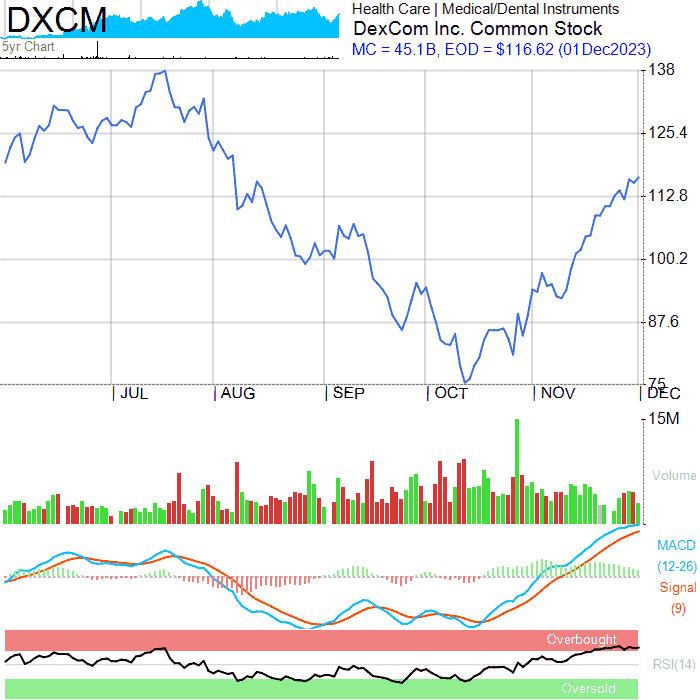 DXCM
5yr Chart
Health Care | Medical/Dental Instruments
DexCom Inc. Common Stock
MC = 45.1B, EOD = $116.62 (01Dec2023)
138
125.4
112.8
100.2
87.6
75
JUL AUG SEP OCT NOV DEC
15M
Volume
MACD
(12-26)
Signal
(9)
Overbought
RSI(14)
Oversold